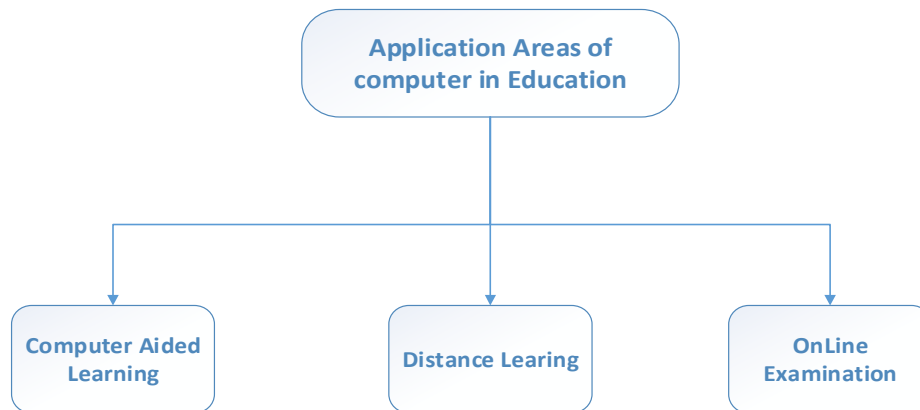 Application Areas of
computer in Education
Computer Aided
Learning
Distance Learing
OnLine
Examination